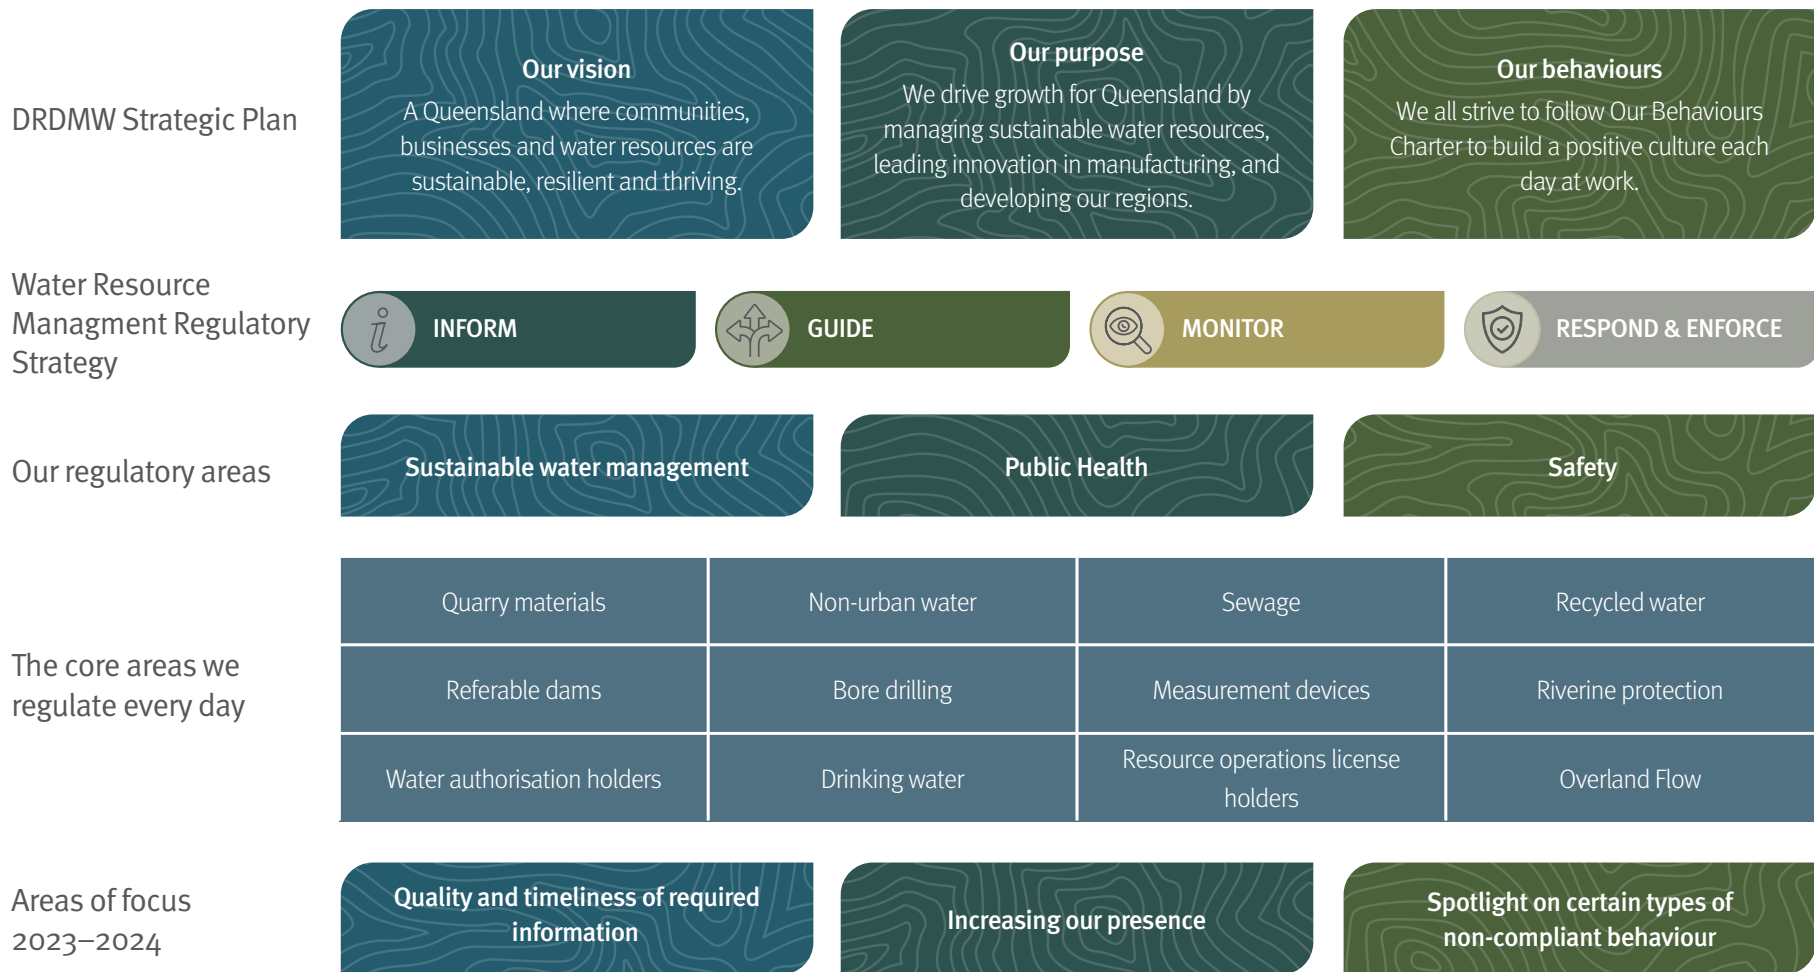 DRDMW Strategic Plan
Our vision
A Queensland where communities,
businesses and water resources are
sustainable, resilient and thriving.
Our purpose
We drive growth for Queensland by
managing sustainable water resources,
leading innovation in manufacturing, and
developing our regions.
Our behaviours
We all strive to follow Our Behaviours
Charter to build a positive culture each
day at work.
Water Resource
Managment Regulatory
Strategy
INFORM
GUIDE
MONITOR
RESPOND & ENFORCE
Our regulatory areas
Sustainable water management
Public Health
Safety
The core areas we
regulate every day
Quarry materials
Non-urban water
Sewage
Recycled water
Referable dams
Bore drilling
Measurement devices
Riverine protection
Water authorisation holders
Drinking water
Resource operations license
holders
Overland Flow
Areas of focus
2023–2024
Quality and timeliness of required
information
Increasing our presence
Spotlight on certain types of
non-compliant behaviour